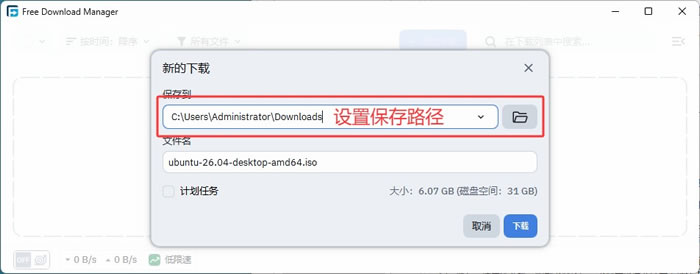 Free Download Manager
按时间：降序
所有文件
在下载列表中搜索...
新的下载
保存到
C:\Users\Administrator\Downloads
设置保存路径
文件名
ubuntu-26.04-desktop-amd64.iso
计划任务
大小：6.07 GB (磁盘空间：31 GB)
取消
下载
OFF
0 B/s
0 B/s
低限速